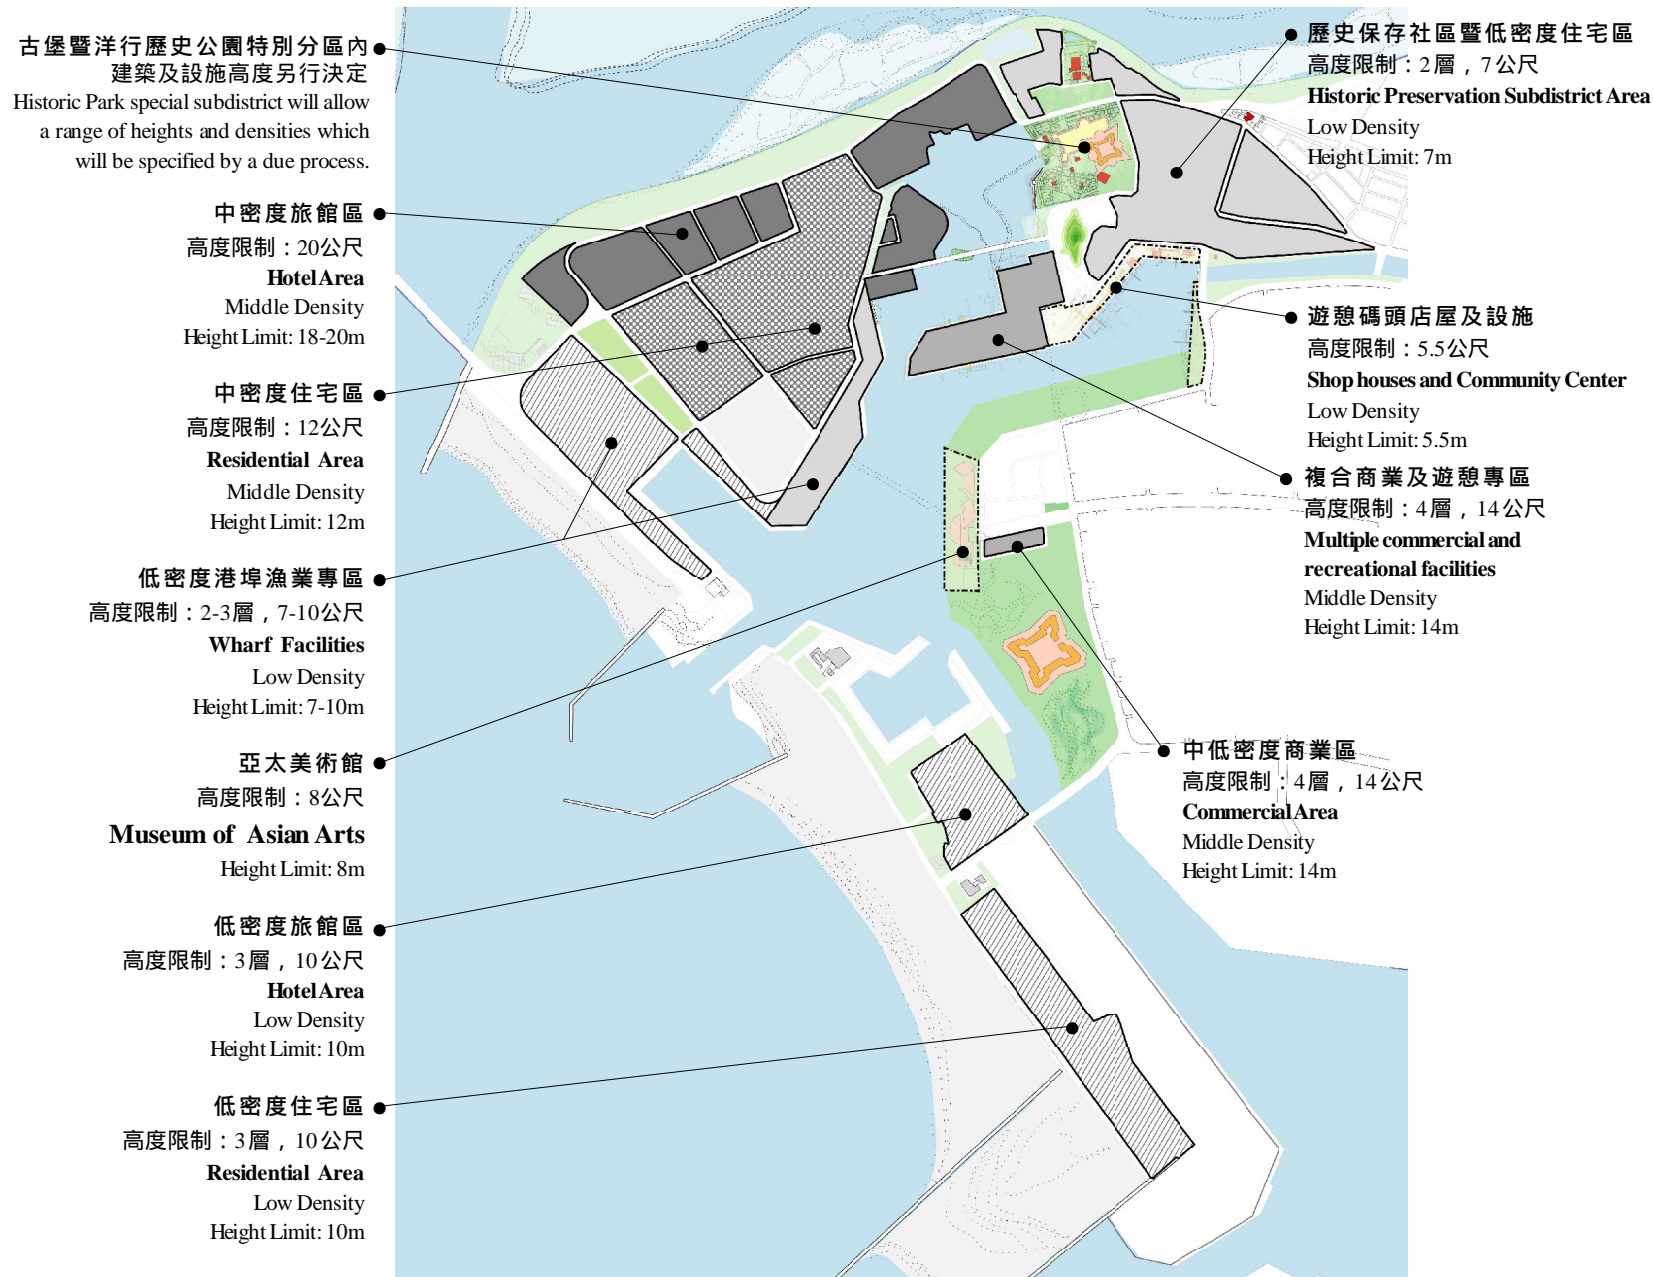 古堡暨洋行歷史公園特別分區內
建築及設施高度另行決定
Historic Park special subdistrict will allow
a range of heights and densities which
will be specified by a due process.
中密度旅館區
高度限制：20公尺
Hotel Area
Middle Density
Height Limit: 18-20m
中密度住宅區
高度限制：12公尺
Residential Area
Middle Density
Height Limit: 12m
低密度港埠漁業專區
高度限制：2-3層，7-10公尺
Wharf Facilities
Low Density
Height Limit: 7-10m
亞太美術館
高度限制：8公尺
Museum of Asian Arts
Height Limit: 8m
低密度旅館區
高度限制：3層，10公尺
Hotel Area
Low Density
Height Limit: 10m
低密度住宅區
高度限制：3層，10公尺
Residential Area
Low Density
Height Limit: 10m
歷史保存社區暨低密度住宅區
高度限制：2層，7公尺
Historic Preservation Subdistrict Area
Low Density
Height Limit: 7m
遊憩碼頭店屋及設施
高度限制：5.5公尺
Shop houses and Community Center
Low Density
Height Limit: 5.5m
複合商業及遊憩專區
高度限制：4層，14公尺
Multiple commercial and
recreational facilities
Middle Density
Height Limit: 14m
中低密度商業區
高度限制：4層，14公尺
Commercial Area
Middle Density
Height Limit: 14m